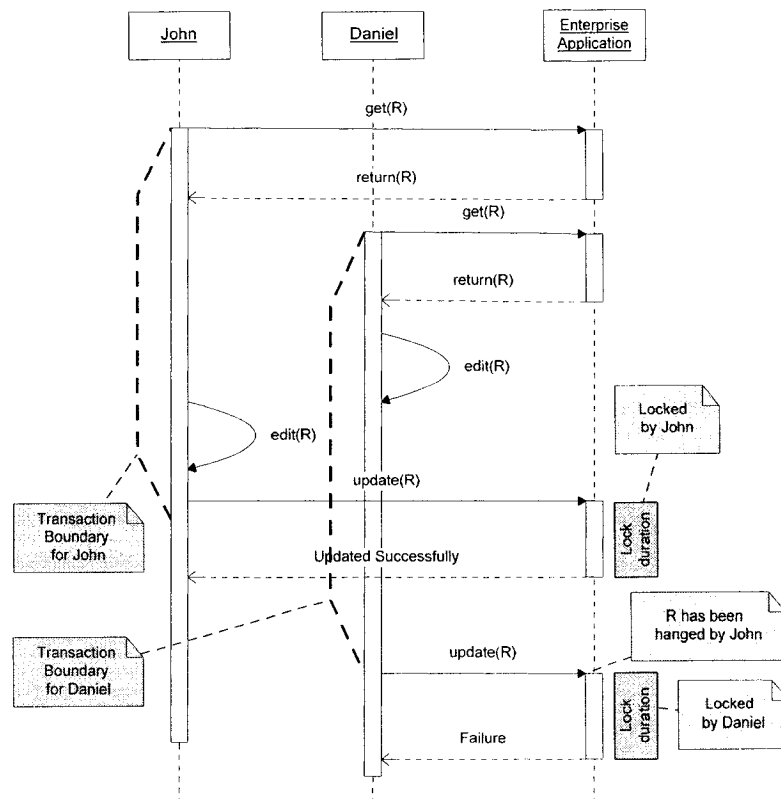 John
Daniel
Enterprise
Application
get(R)
return(R)
get(R)
return(R)
edit(R)
Locked
by John
edit(R)
update(R)
Transaction
Boundary
for John
Lock
duration
Updated Successfully
R has been
hanged by John
Transaction
Boundary
for Daniel
update(R)
Lock
duration
Locked
by Daniel
Failure